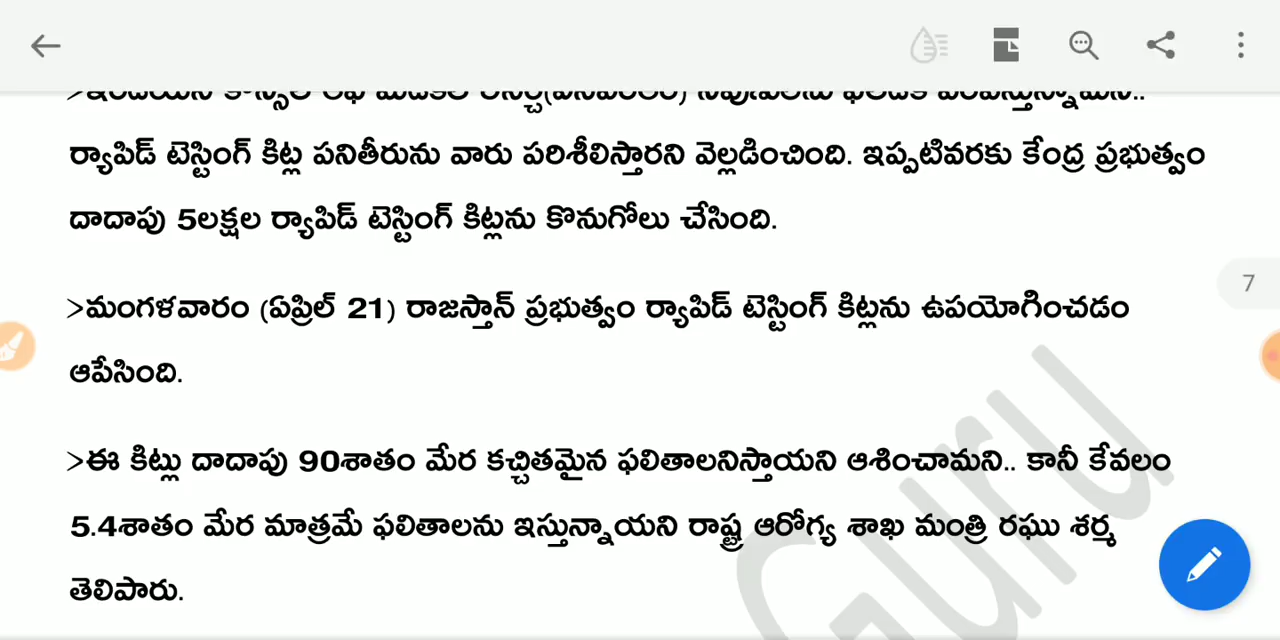 ర్యాపిడ్ టెస్టింగ్ కిట్ల పనితీరును వారు పరిశీలిస్తారని వెల్లడించింది. ఇప్పటివరకు కేంద్ర ప్రభుత్వం
దాదాపు 5లక్షల ర్యాపిడ్ టెస్టింగ్ కిట్లను కొనుగోలు చేసింది.
7
>మంగళవారం (ఏప్రిల్ 21) రాజస్తాన్ ప్రభుత్వం ర్యాపిడ్ టెస్టింగ్ కిట్లను ఉపయోగించడం
ఆపేసింది.
>ఈ కిట్లు దాదాపు 90శాతం మేర కచ్చితమైన ఫలితాలనిస్తాయని ఆశించామని.. కానీ కేవలం
5.4శాతం మేర మాత్రమే ఫలితాలను ఇస్తున్నాయని రాష్ట్ర ఆరోగ్య శాఖ మంత్రి రఘు శర్మ
తెలిపారు.
Guru